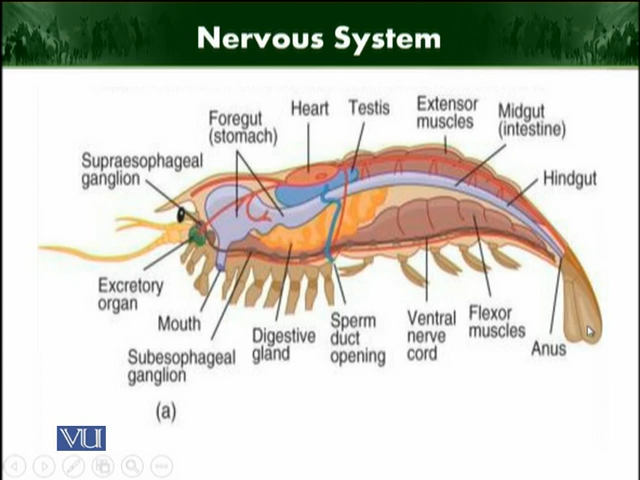 Nervous System
Foregut
(stomach)
Heart
Testis
Extensor
muscles
Midgut
(intestine)
Supraesophageal
ganglion
Hindgut
Excretory
organ
Mouth
Subesophageal
ganglion
Digestive
gland
Sperm
duct
opening
Ventral
nerve
cord
Flexor
muscles
Anus
(a)
VU